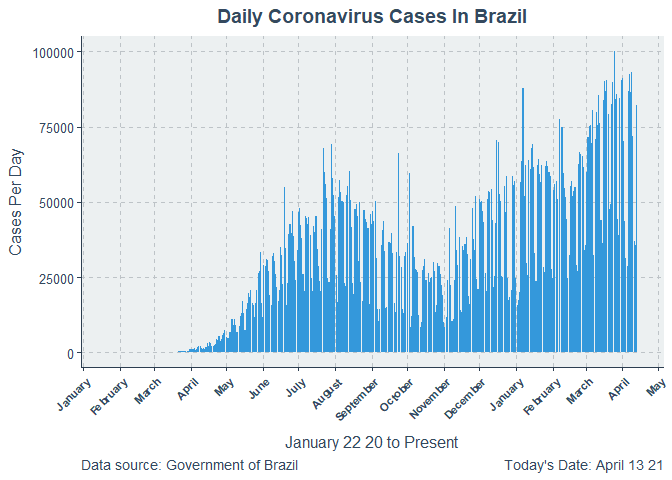 Daily Coronavirus Cases In Brazil
Cases Per Day
100000
75000
50000
25000
0
January February March April May June July August September October November December January February March April May
January 22 20 to Present
Data source: Government of Brazil Today's Date: April 13 21